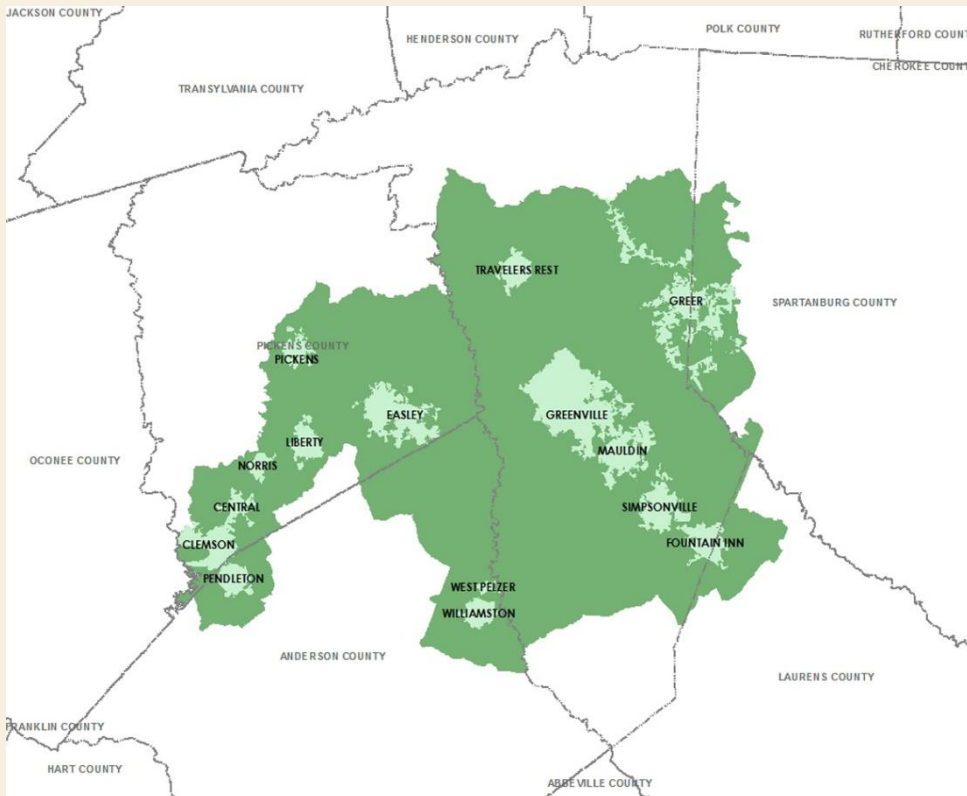 JACKSON COUNTY
HENDERSON COUNTY
POLK COUNTY
RUTHERFORD COUNT
CHEROKEE COUNT
TRANSYLVANIA COUNTY
TRAVELERS REST
GREER
SPARTANBURG COUNTY
PICKENS COUNTY
PICKENS
EASLEY
GREENVILLE
LIBERTY
MAULDIN
OCONEE COUNTY
NORRIS
CENTRAL
SIMPSONVILLE
CLEMSON
FOUNTAIN INN
PENDLETON
WEST PELZER
WILLIAMSTON
ANDERSON COUNTY
LAURENS COUNTY
FRANKLIN COUNTY
HART COUNTY
ABBEVILLE COUNTY